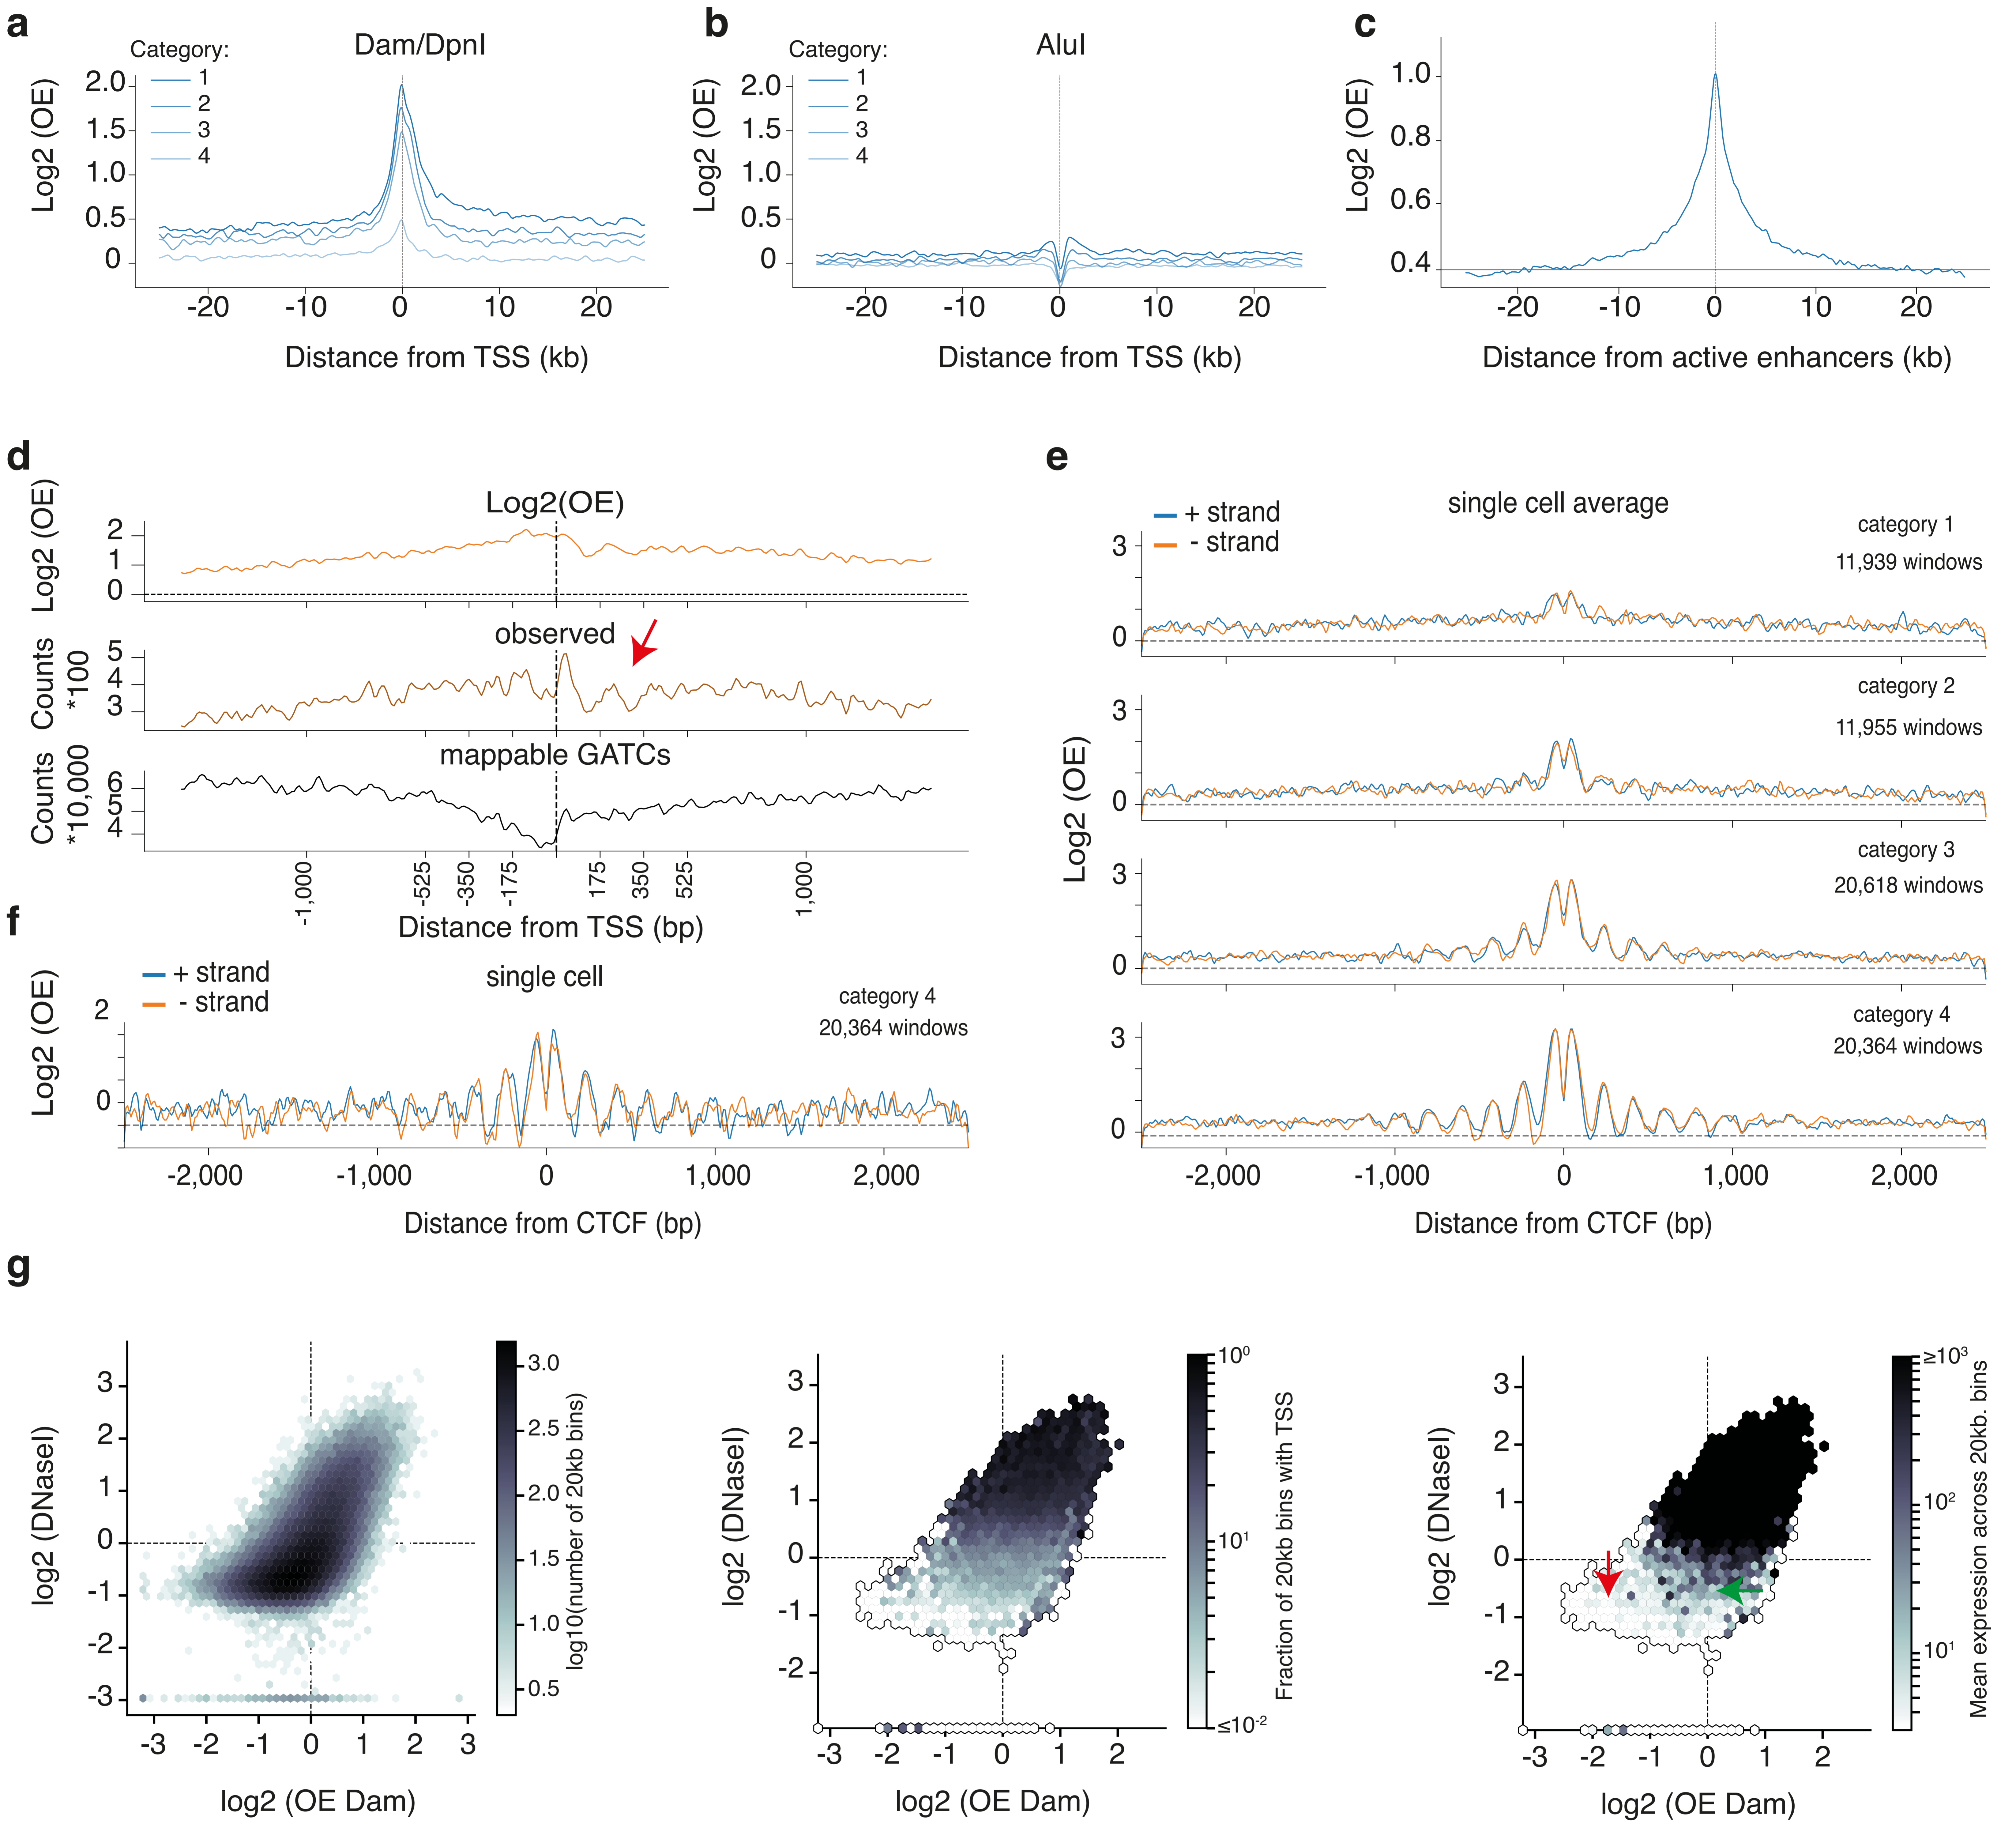 a
Category:
Dam/DpnI
1
2
3
4
Log2 (OE)
2.0
1.5
1.0
0.5
0
-20 -10 0 10 20
Distance from TSS (kb)
b
Category:
AluI
1
2
3
4
Log2 (OE)
2.0
1.5
1.0
0.5
0
-20 -10 0 10 20
Distance from TSS (kb)
c
Log2 (OE)
1.0
0.8
0.6
0.4
-20 -10 0 10 20
Distance from active enhancers (kb)
d
Log2(OE)
Log2 (OE)
2
1
0
observed
Counts
*100
5
4
3
mappable GATCs
Counts
*10,000
6
5
4
-1,000 -525 -350 -175 175 350 525 1,000
Distance from TSS (bp)
e
+ strand
- strand
single cell average
Log2 (OE)
category 1
11,939 windows
3
0
category 2
11,955 windows
3
0
category 3
20,618 windows
3
0
category 4
20,364 windows
3
0
-2,000 -1,000 0 1,000 2,000
Distance from CTCF (bp)
f
+ strand
- strand
single cell
category 4
20,364 windows
Log2 (OE)
2
0
-2,000 -1,000 0 1,000 2,000
Distance from CTCF (bp)
g
log2 (DNaseI)
3
2
1
0
-1
-2
-3
-3 -2 -1 0 1 2 3
log2 (OE Dam)
3.0
2.5
2.0
1.5
1.0
0.5
log10(number of 20kb bins)
log2 (DNaseI)
3
2
1
0
-1
-2
-3 -2 -1 0 1 2
log2 (OE Dam)
10⁰
10¹
≤10⁻²
Fraction of 20kb bins with TSS
log2 (DNaseI)
3
2
1
0
-1
-2
-3 -2 -1 0 1 2
log2 (OE Dam)
≥10³
10²
10¹
Mean expression across 20kb. bins